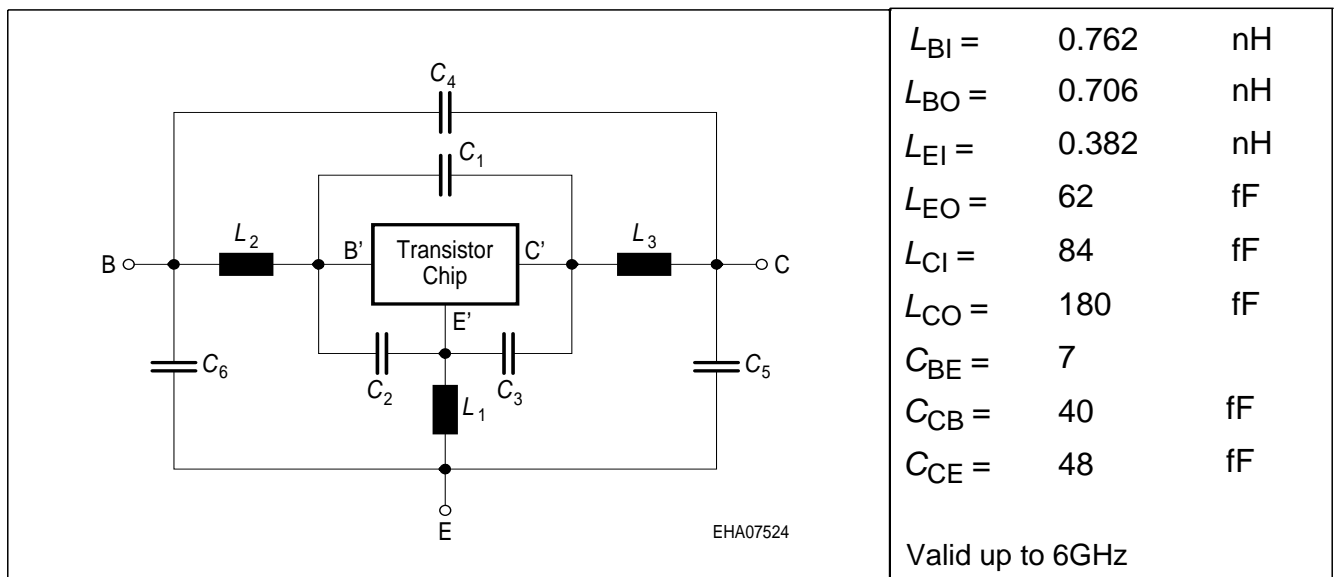 C4
C1
L2
B'
Transistor
Chip
C'
L3
B
C
E'
C6
C2
C3
C5
L1
E
EHA07524
LBI = 0.762 nH
LBO = 0.706 nH
LEI = 0.382 nH
LEO = 62 fF
LCI = 84 fF
LCO = 180 fF
CBE = 7
CCB = 40 fF
CCE = 48 fF
Valid up to 6GHz